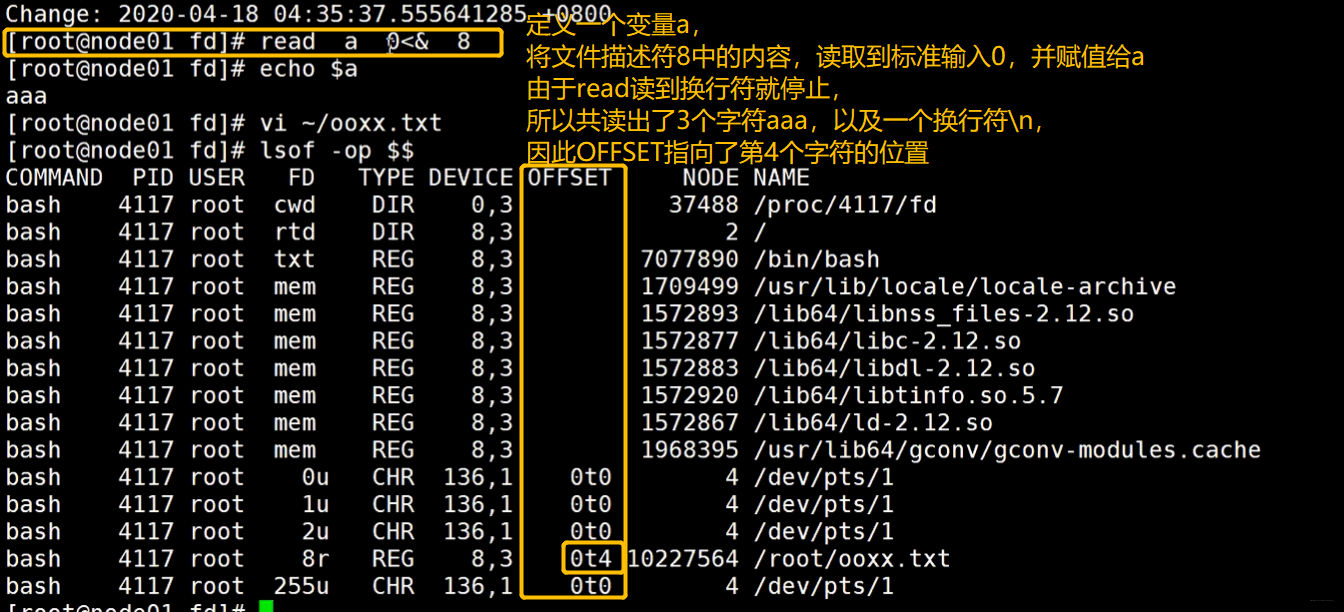 Change: 2020-04-18 04:35:37.555641285 +0800
定义一个变量a，
[root@node01 fd]# read  a  0<&  8
将文件描述符8中的内容，读取到标准输入0，并赋值给a
[root@node01 fd]# echo $a
由于read读到换行符就停止，
aaa
所以共读出了3个字符aaa，以及一个换行符\n，
[root@node01 fd]# vi ~/ooxx.txt
因此OFFSET指向了第4个字符的位置
[root@node01 fd]# lsof -op $$
COMMAND  PID USER   FD   TYPE DEVICE OFFSET     NODE NAME
bash    4117 root  cwd    DIR    0,3           37488 /proc/4117/fd
bash    4117 root  rtd    DIR    8,3               2 /
bash    4117 root  txt    REG    8,3         7077890 /bin/bash
bash    4117 root  mem    REG    8,3         1709499 /usr/lib/locale/locale-archive
bash    4117 root  mem    REG    8,3         1572893 /lib64/libnss_files-2.12.so
bash    4117 root  mem    REG    8,3         1572877 /lib64/libc-2.12.so
bash    4117 root  mem    REG    8,3         1572883 /lib64/libdl-2.12.so
bash    4117 root  mem    REG    8,3         1572920 /lib64/libtinfo.so.5.7
bash    4117 root  mem    REG    8,3         1572867 /lib64/ld-2.12.so
bash    4117 root  mem    REG    8,3         1968395 /usr/lib64/gconv/gconv-modules.cache
bash    4117 root    0u   CHR  136,1    0t0        4 /dev/pts/1
bash    4117 root    1u   CHR  136,1    0t0        4 /dev/pts/1
bash    4117 root    2u   CHR  136,1    0t0        4 /dev/pts/1
bash    4117 root    8r   REG    8,3    0t4 10227564 /root/ooxx.txt
bash    4117 root  255u   CHR  136,1    0t0        4 /dev/pts/1
[root@node01 fd]#